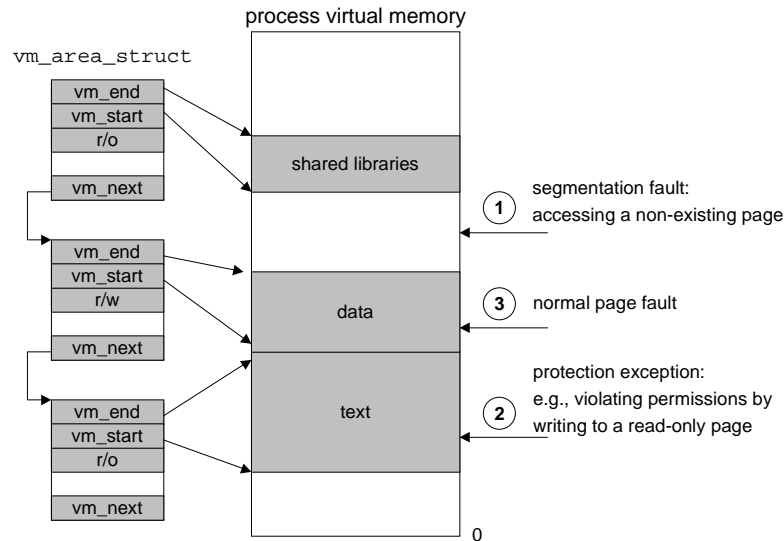 process virtual memory
vm_area_struct
vm_end
vm_start
r/o
vm_next
vm_end
vm_start
r/w
vm_next
vm_end
vm_start
r/o
vm_next
shared libraries
data
text
0
1
segmentation fault:
accessing a non-existing page
3
normal page fault
2
protection exception:
e.g., violating permissions by
writing to a read-only page